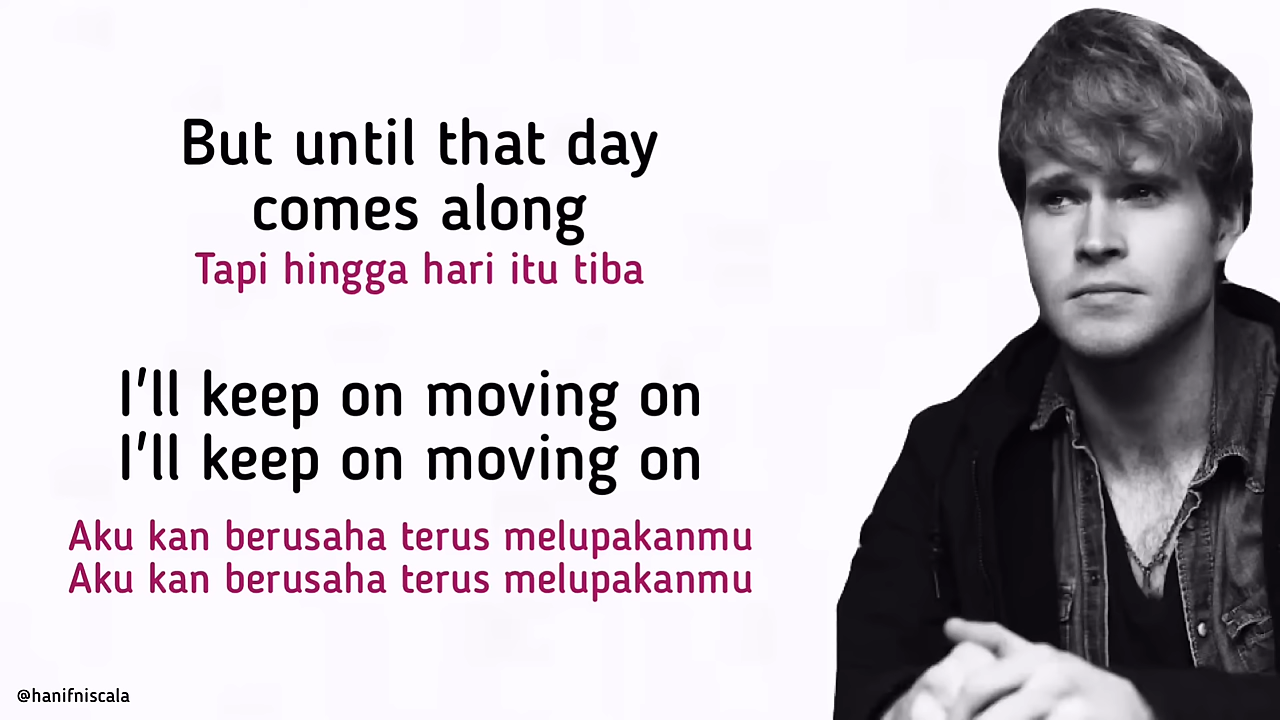 But until that day
comes along
Tapi hingga hari itu tiba
I'll keep on moving on
I'll keep on moving on
Aku kan berusaha terus melupakanmu
Aku kan berusaha terus melupakanmu
@hanifniscala